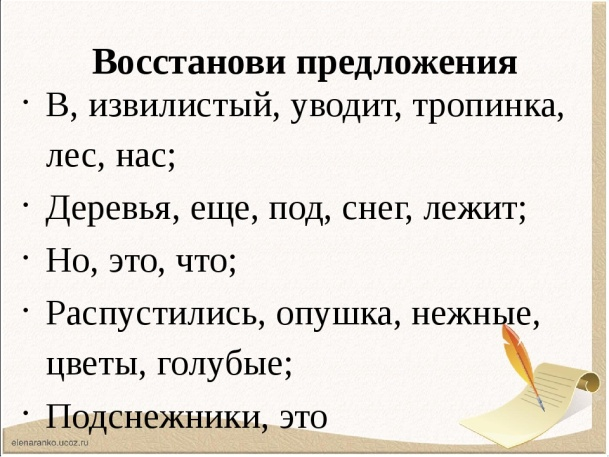 Восстанови предложения
· В, извилистый, уводит, тропинка,
лес, нас;
· Деревья, еще, под, снег, лежит;
· Но, это, что;
· Распустились, опушка, нежные,
цветы, голубые;
· Подснежники, это
elenaranko.ucoz.ru